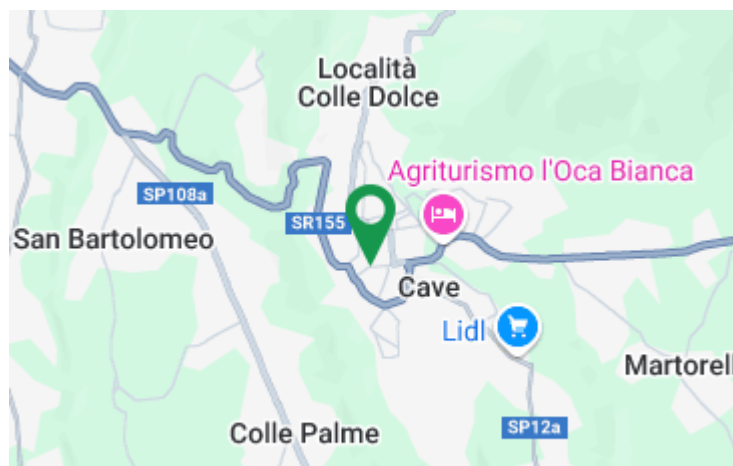 Località
Colle Dolce
Agriturismo l'Oca Bianca
SP108a
SR155
San Bartolomeo
Cave
Lidl
Martorell
Colle Palme
SP12a